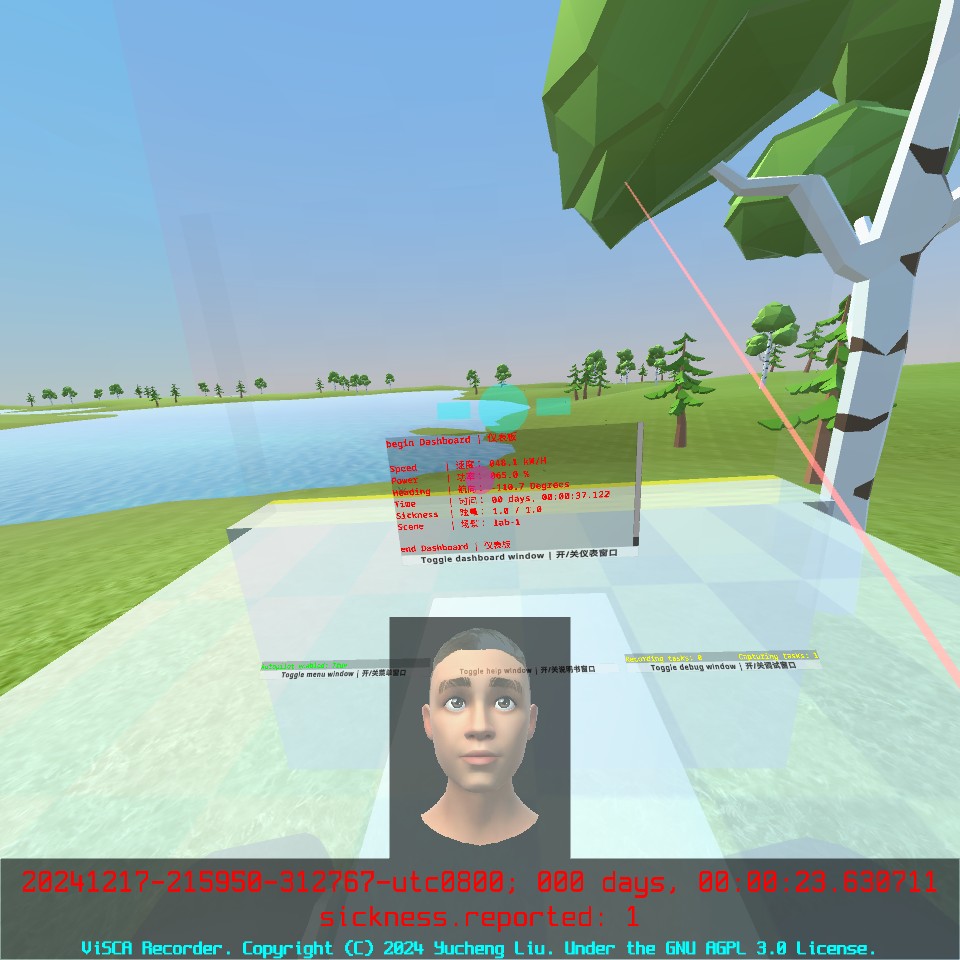 begin Dashboard | 仪表板
Speed | 速度: 048.1 kM/H
Power | 功率: 065.0 %
Heading | 航向: -110.7 Degrees
Time | 时间: 00 days, 00:00:37.122
Sickness | 眩晕: 1.0 / 1.0
Scene | 场景: lab-1
end Dashboard | 仪表板
Toggle dashboard window | 开/关仪表窗口
Autopilot enabled: True
Toggle menu window | 开/关菜单窗口
Toggle help window | 开/关说明书窗口
Recording tasks: 0 Capturing tasks: 1
Toggle debug window | 开/关调试窗口
20241217-215950-312767-utc0800; 000 days, 00:00:23.630711
sickness.reported: 1
ViSCA Recorder. Copyright (C) 2024 Yucheng Liu. Under the GNU AGPL 3.0 License.